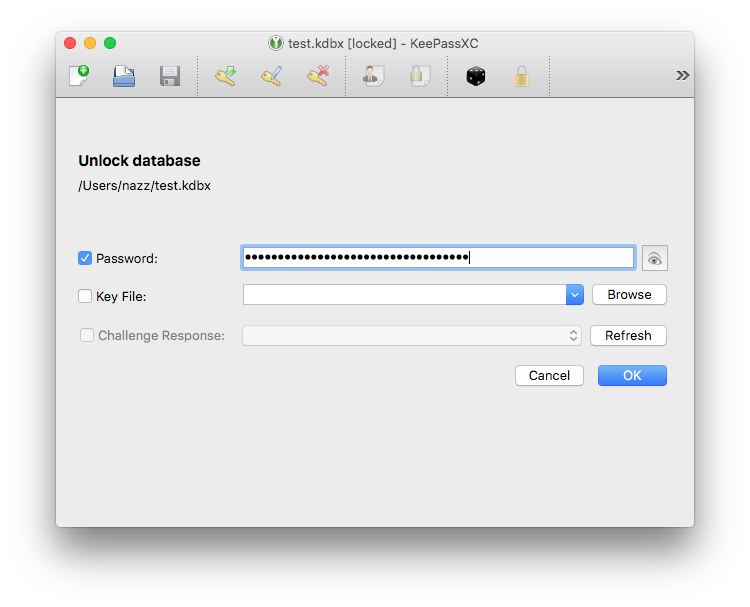 test.kdbx [locked] - KeePassXC
Unlock database
/Users/nazz/test.kdbx
Password: ••••••••••••••••••••••••••••••••••
Key File: Browse
Challenge Response: Refresh
Cancel OK